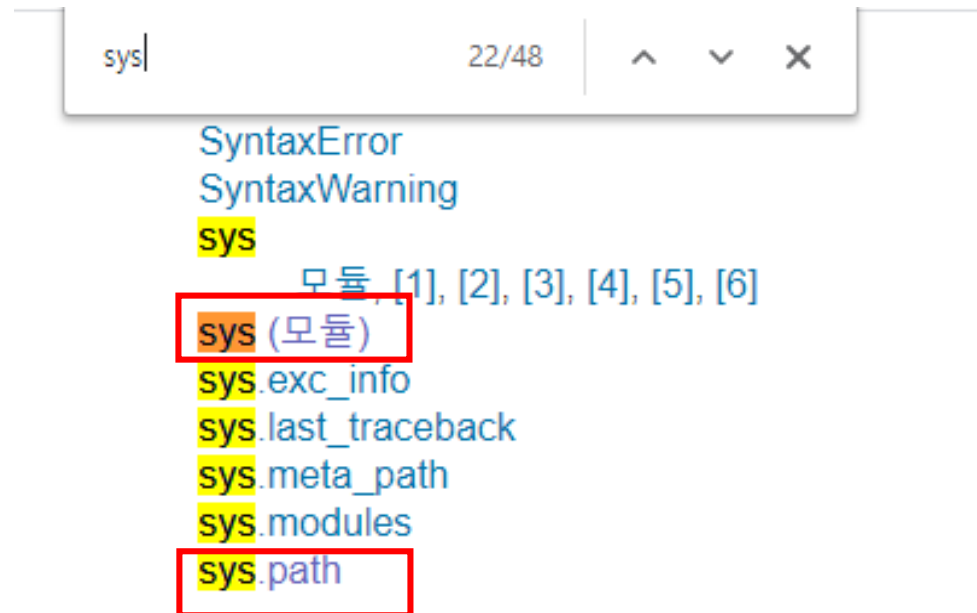 sys 22/48
SyntaxError
SyntaxWarning
sys
모듈, [1], [2], [3], [4], [5], [6]
sys (모듈)
sys.exc_info
sys.last_traceback
sys.meta_path
sys.modules
sys.path